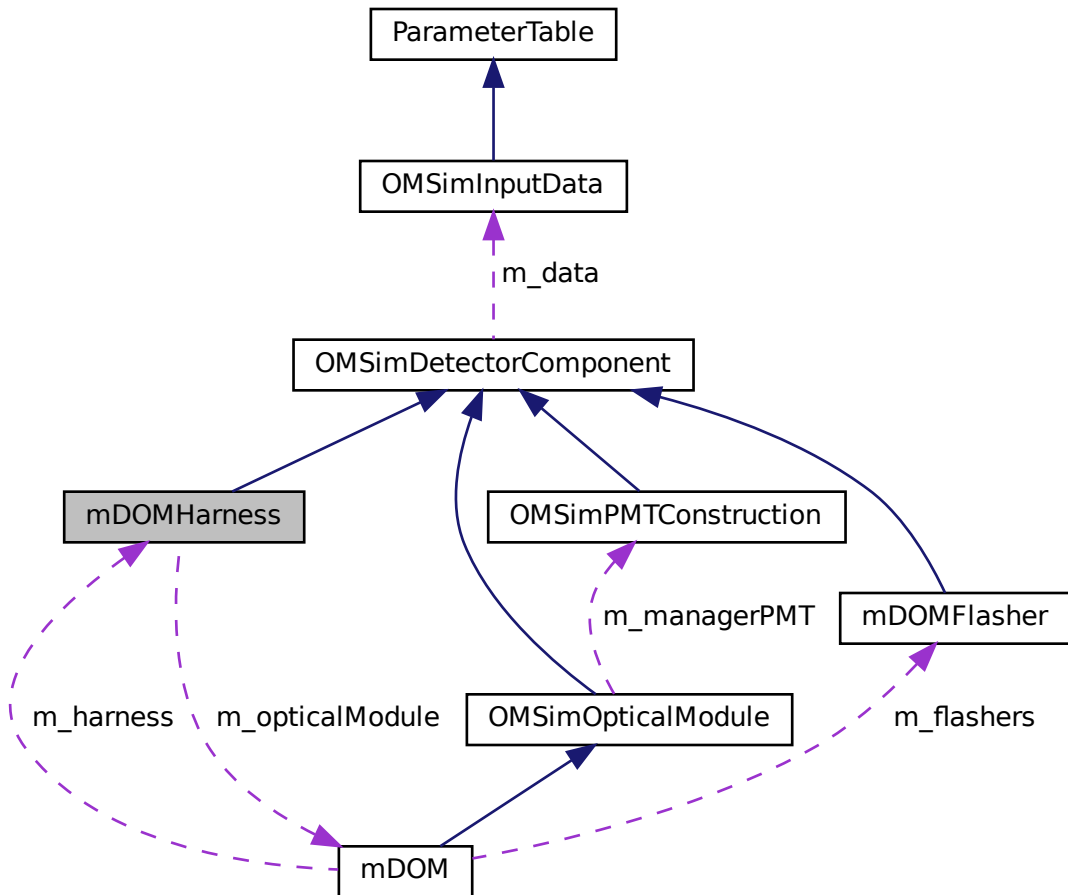 ParameterTable
OMSimInputData
m_data
OMSimDetectorComponent
mDOMHarness
OMSimPMTConstruction
mDOMFlasher
m_managerPMT
m_harness
m_opticalModule
OMSimOpticalModule
m_flashers
mDOM